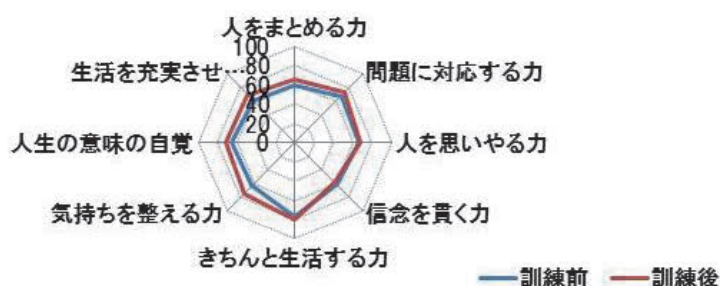 人をまとめる力
100
80
60
40
20
0
問題に対応する力
人を思いやる力
信念を貫く力
きちんと生活する力
気持ちを整える力
人生の意味の自覚
生活を充実させ…
訓練前
訓練後